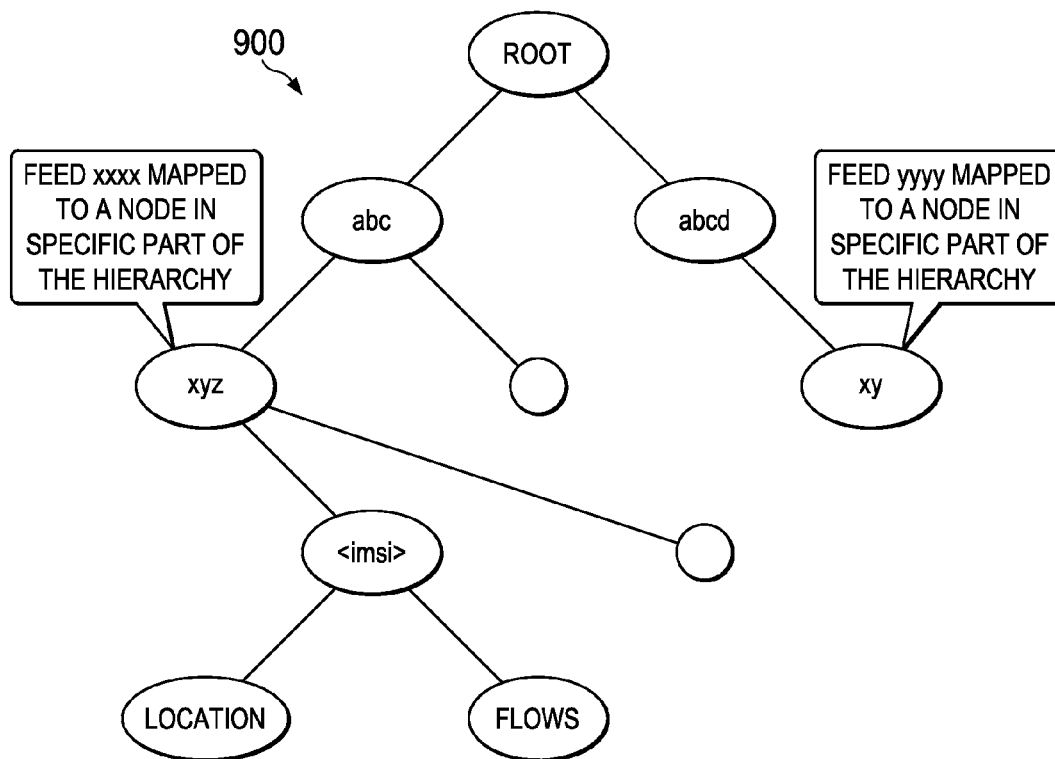 900
ROOT
FEED xxxx MAPPED
TO A NODE IN
SPECIFIC PART OF
THE HIERARCHY
abc
abcd
FEED yyyy MAPPED
TO A NODE IN
SPECIFIC PART OF
THE HIERARCHY
xyz
xy
<imsi>
LOCATION
FLOWS